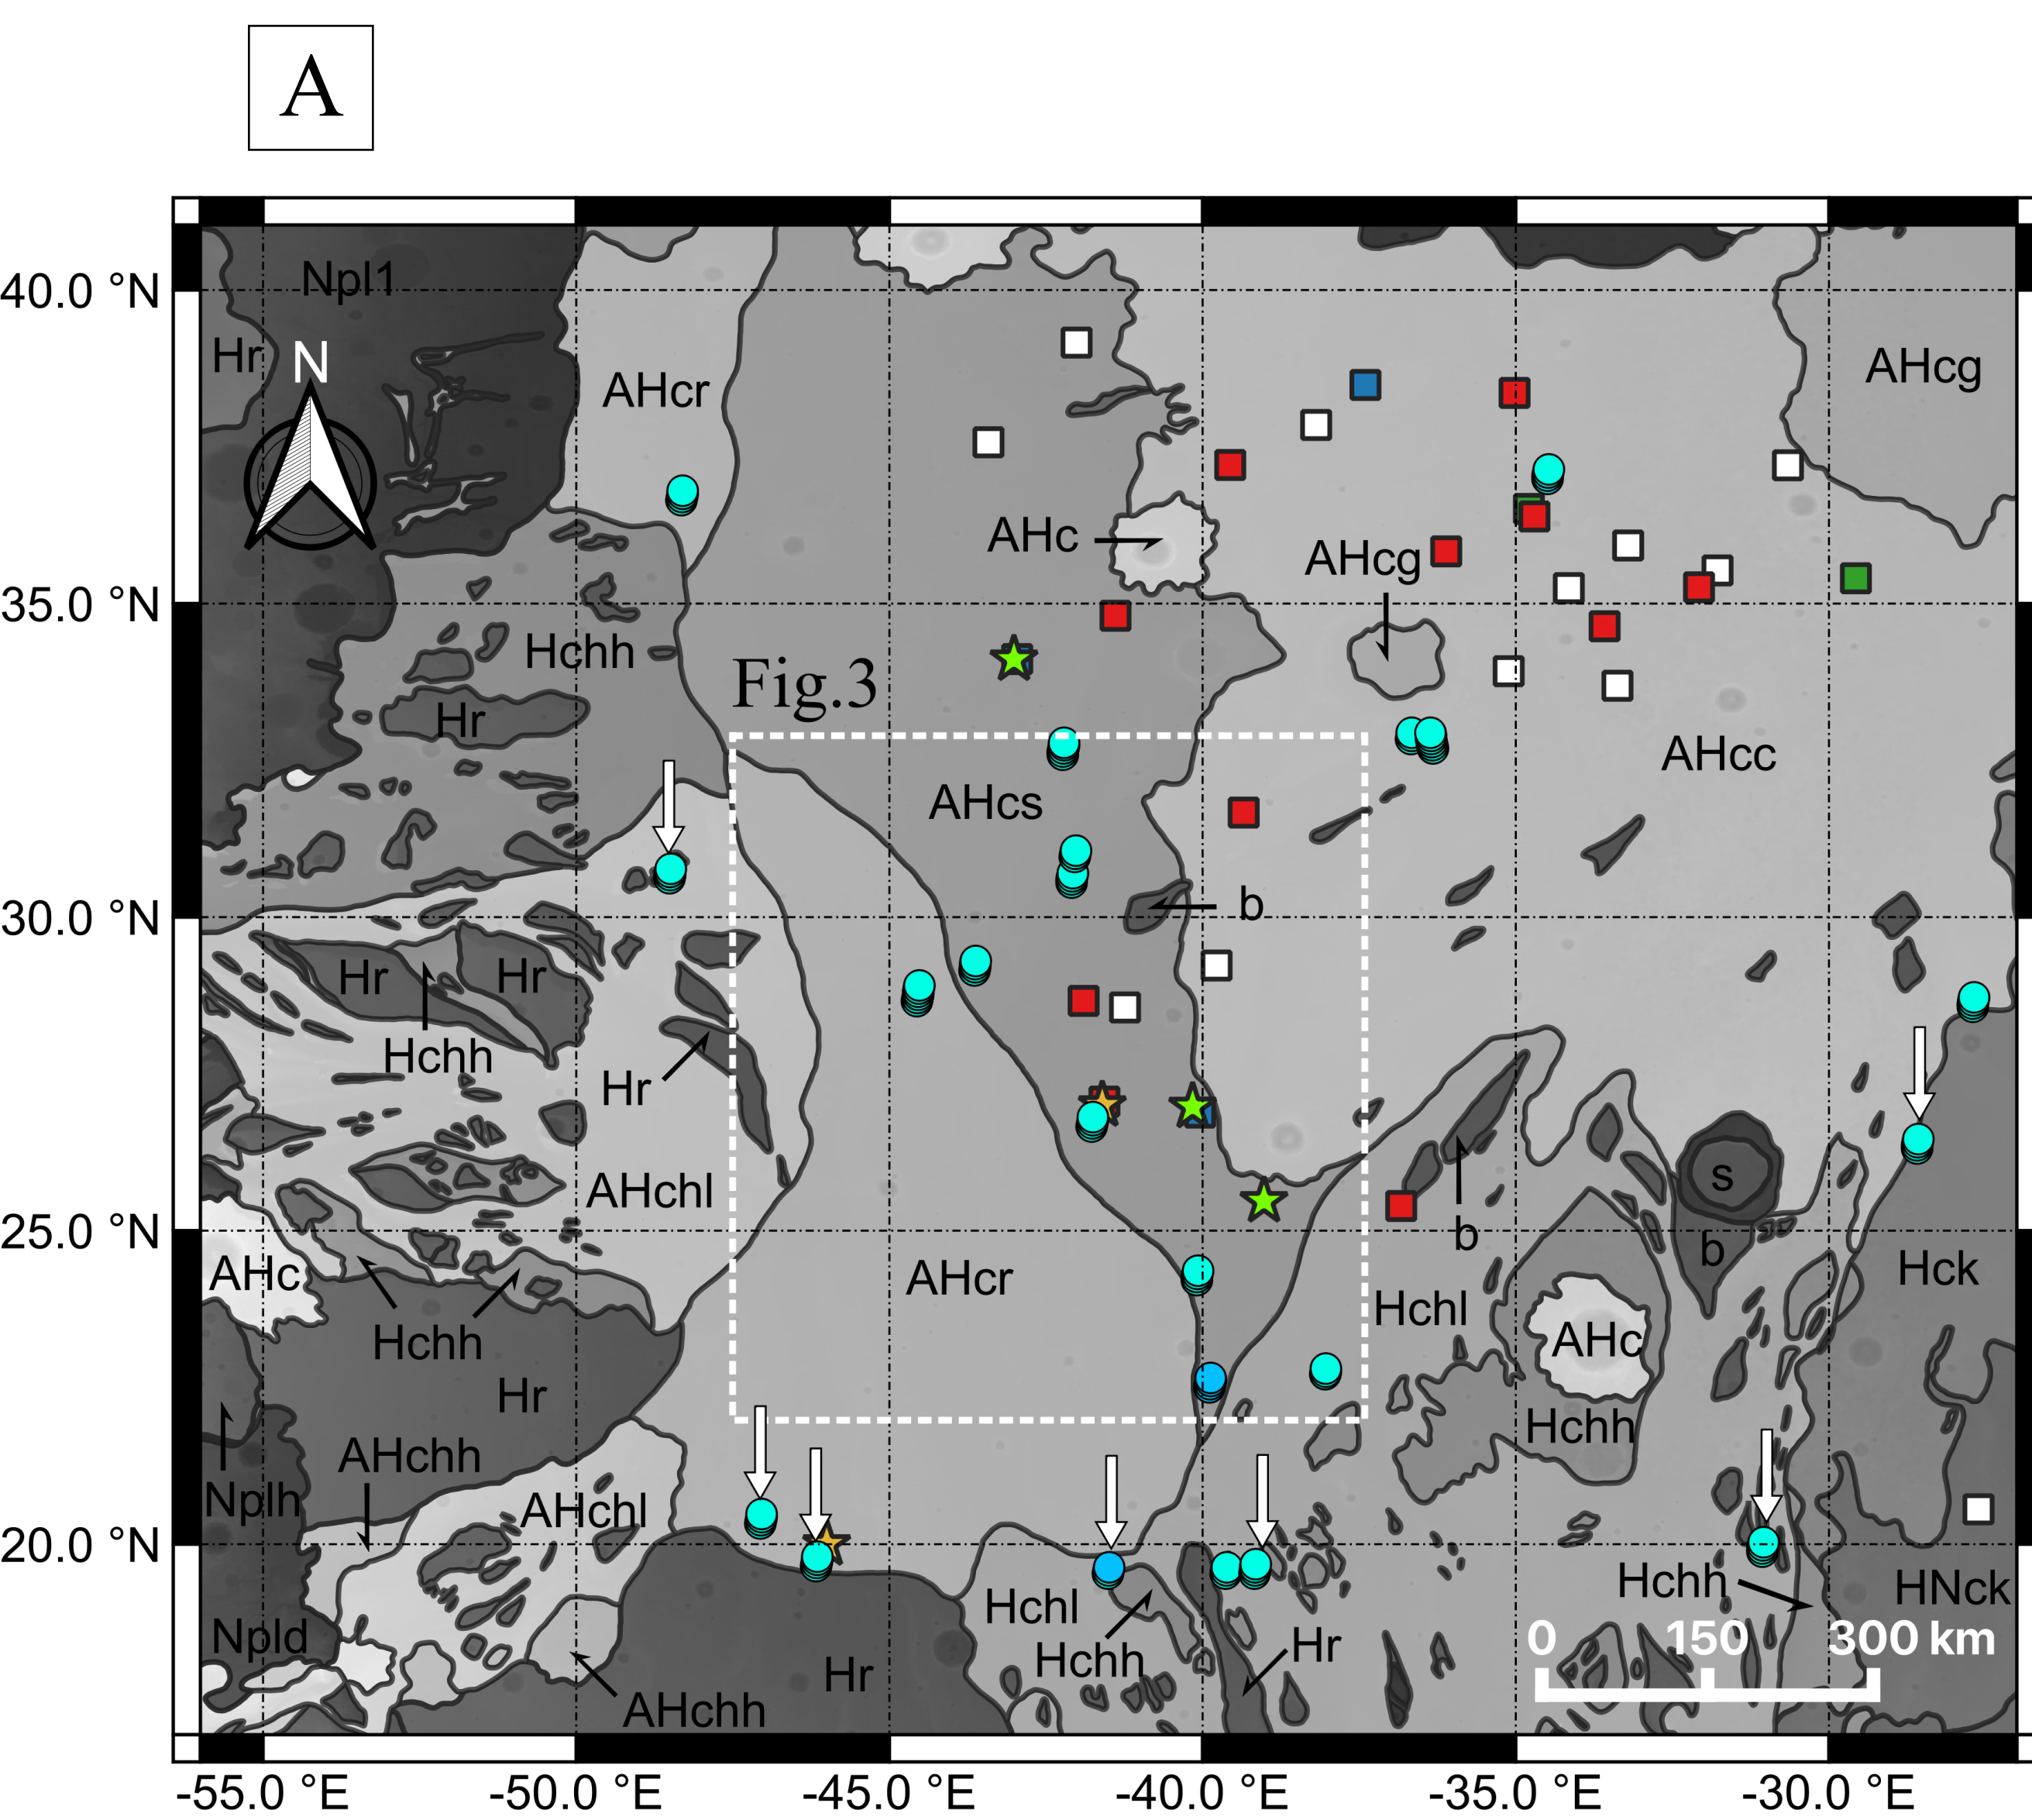 A
40.0 °N
Npl1
Hr
N
AHcr
AHcg
AHc
AHcg
35.0 °N
Hchh
Fig.3
Hr
AHcc
AHcs
30.0 °N
b
Hr
Hr
Hchh
Hr
AHchl
s
25.0 °N
b
b
AHc
AHcr
Hck
Hchl
Hchh
AHc
Hr
Hchh
AHchh
Nplh
AHchl
20.0 °N
Hchh
HNck
Hchl
Npld
Hr
Hchh
0 150 300 km
Hr
AHchh
-55.0 °E -50.0 °E -45.0 °E -40.0 °E -35.0 °E -30.0 °E